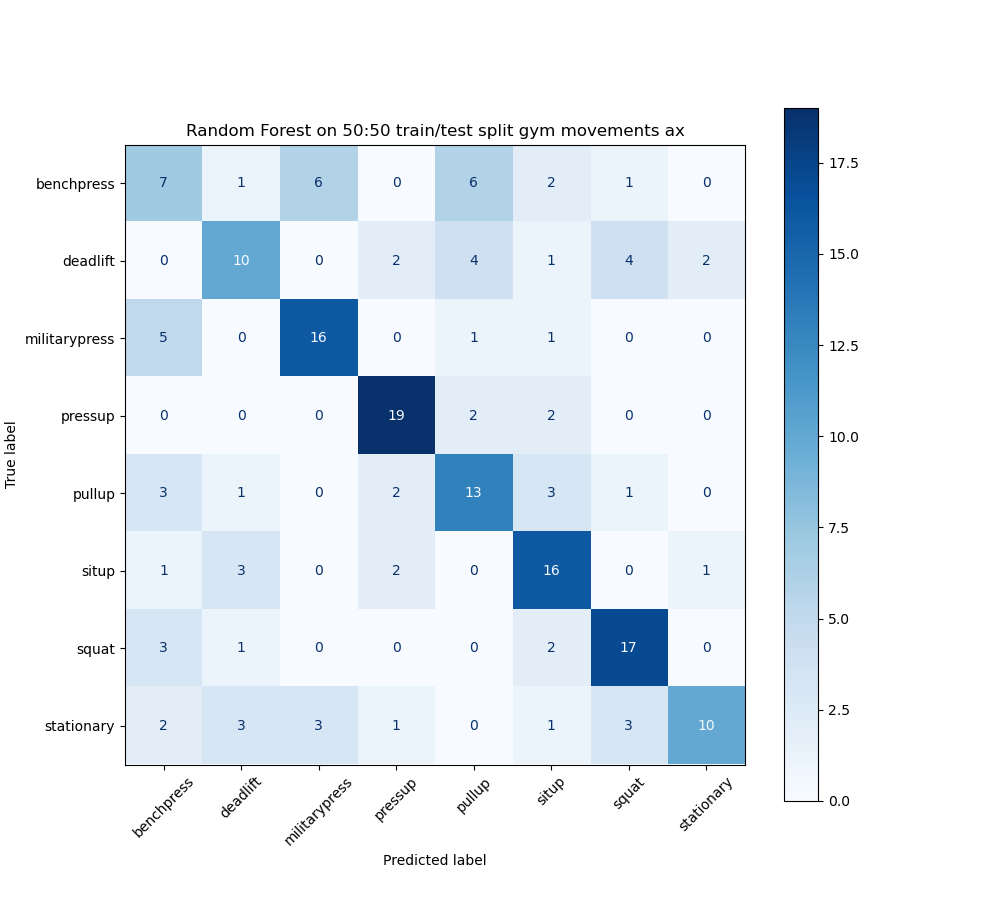 Random Forest on 50:50 train/test split gym movements ax
True label
benchpress 7 1 6 0 6 2 1 0
deadlift 0 10 0 2 4 1 4 2
militarypress 5 0 16 0 1 1 0 0
pressup 0 0 0 19 2 2 0 0
pullup 3 1 0 2 13 3 1 0
situp 1 3 0 2 0 16 0 1
squat 3 1 0 0 0 2 17 0
stationary 2 3 3 1 0 1 3 10
benchpress deadlift militarypress pressup pullup situp squat stationary
Predicted label
17.5
15.0
12.5
10.0
7.5
5.0
2.5
0.0